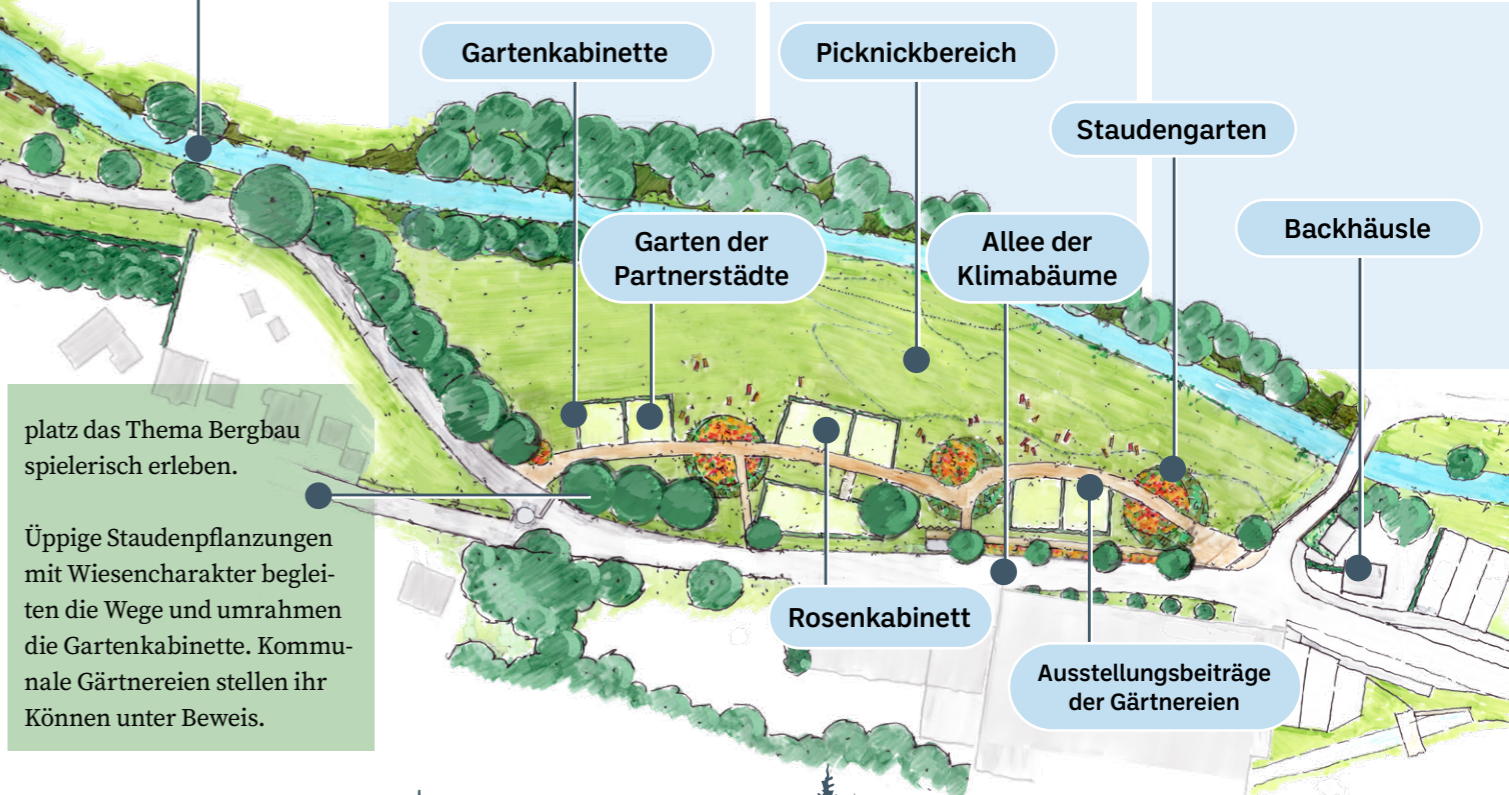 Gartenkabinette
Picknickbereich
Staudengarten
Backhäusle
Garten der
Partnerstädte
Allee der
Klimabäume
platz das Thema Bergbau
spielerisch erleben.
Üppige Staudenpflanzungen
mit Wiesencharakter beglei-
ten die Wege und umrahmen
die Gartenkabinette. Kommu-
nale Gärtnereien stellen ihr
Können unter Beweis.
Rosenkabinett
Ausstellungsbeiträge
der Gärtnereien